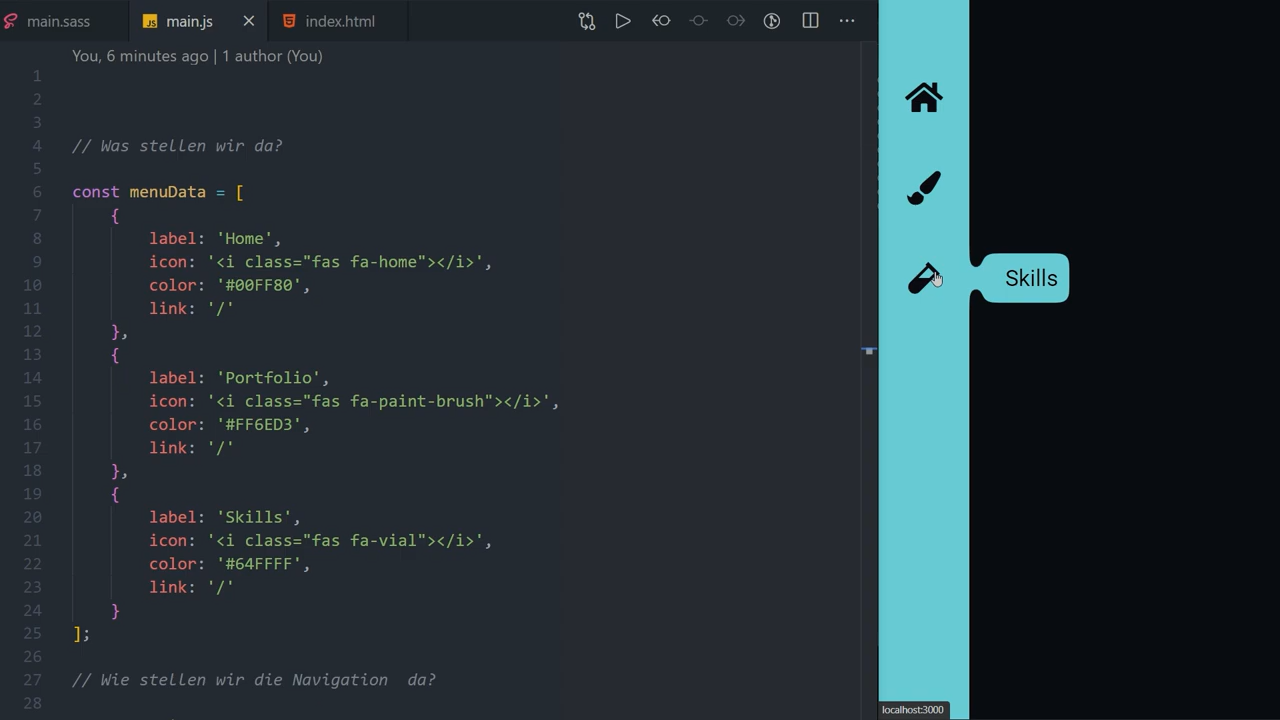 main.sass
JS main.js
index.html
You, 6 minutes ago | 1 author (You)
1
2
3
4 // Was stellen wir da?
5
6 const menuData = [
7 {
8 label: 'Home',
9 icon: '<i class="fas fa-home"></i>',
10 color: '#00FF80',
11 link: '/'
12 },
13 {
14 label: 'Portfolio',
15 icon: '<i class="fas fa-paint-brush"></i>',
16 color: '#FF6ED3',
17 link: '/'
18 },
19 {
20 label: 'Skills',
21 icon: '<i class="fas fa-vial"></i>',
22 color: '#64FFFF',
23 link: '/'
24 }
25 ];
26
27 // Wie stellen wir die Navigation  da?
28
Skills
localhost:3000